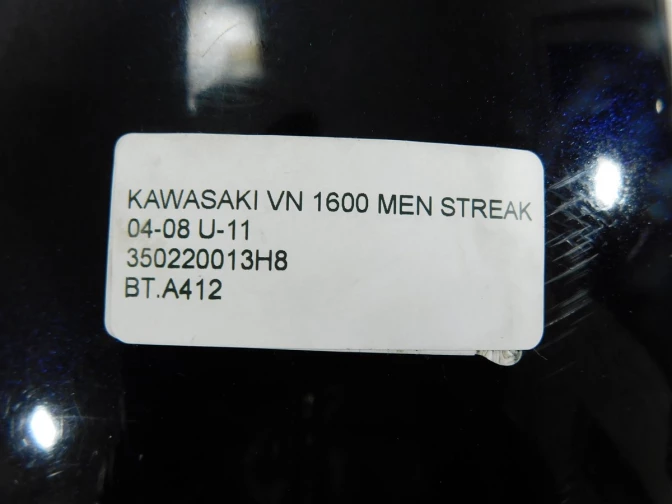 KAWASAKI VN 1600 MEN STREAK
04-08 U-11
350220013H8
BT.A412